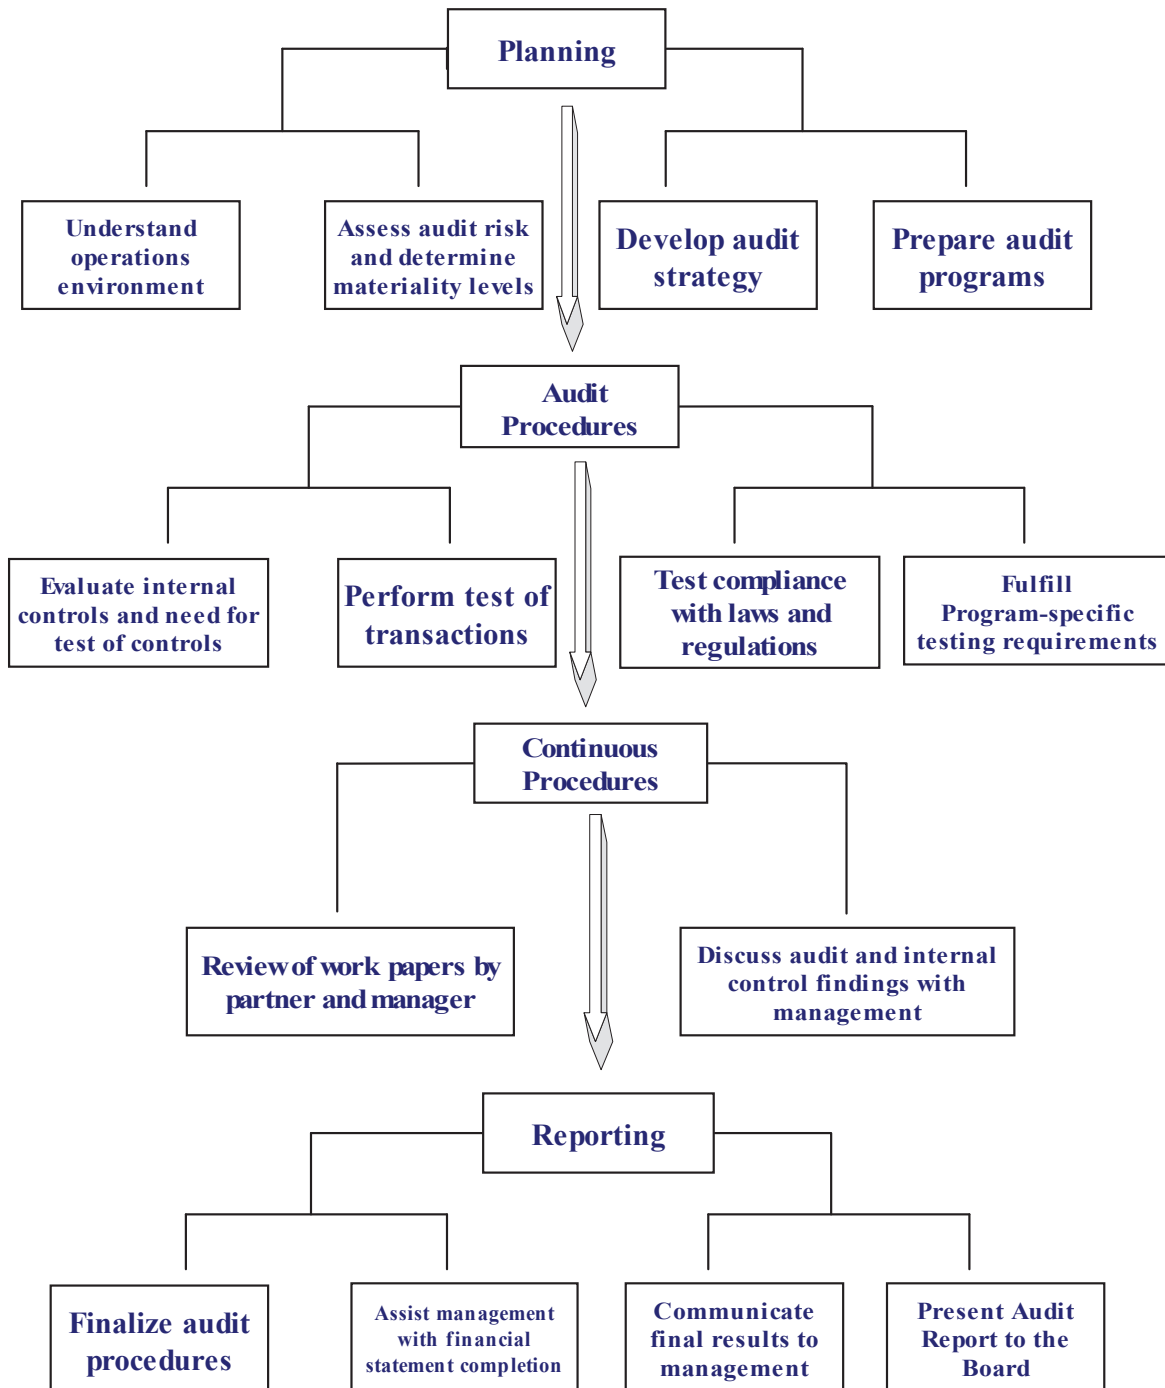 Planning
Understand
operations
environment
Assess audit risk
and determine
materiality levels
Develop audit
strategy
Prepare audit
programs
Audit
Procedures
Evaluate internal
controls and need for
test of controls
Perform test of
transactions
Test compliance
with laws and
regulations
Fulfill
Program-specific
testing requirements
Continuous
Procedures
Review of work papers by
partner and manager
Discuss audit and internal
control findings with
management
Reporting
Finalize audit
procedures
Assist management
with financial
statement completion
Communicate
final results to
management
Present Audit
Report to the
Board